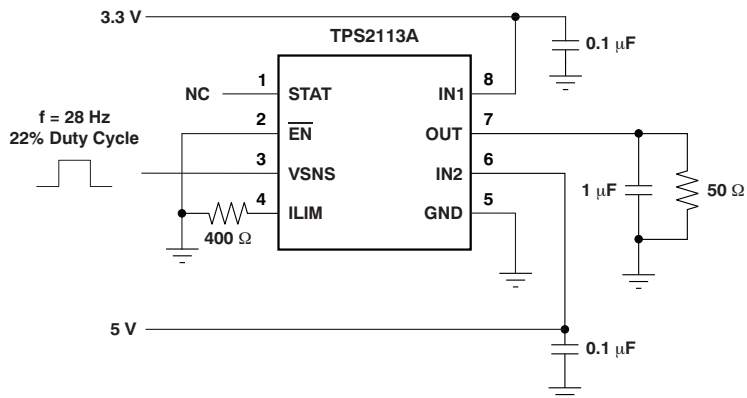 3.3 V
TPS2113A
0.1 μF
NC
1
STAT
IN1
8
f = 28 Hz
22% Duty Cycle
2
EN
OUT
7
3
VSNS
IN2
6
1 μF
50 Ω
4
ILIM
GND
5
400 Ω
5 V
0.1 μF